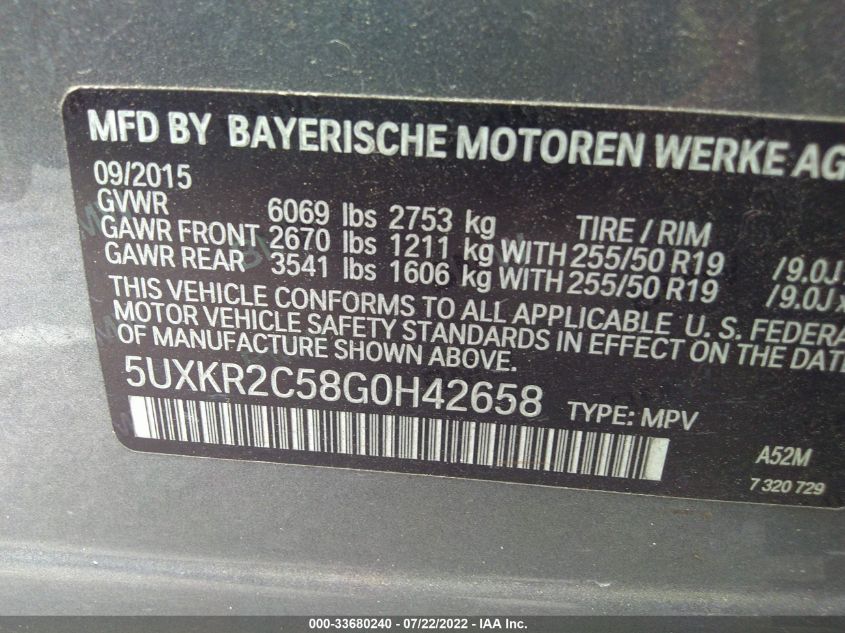 MFD BY BAYERISCHE MOTOREN WERKE AG
09/2015
GVWR 6069 lbs 2753 kg TIRE / RIM
GAWR FRONT 2670 lbs 1211 kg WITH 255/50 R19 /9.0J
GAWR REAR 3541 lbs 1606 kg WITH 255/50 R19 /9.0Jx
THIS VEHICLE CONFORMS TO ALL APPLICABLE U. S. FEDERA
MOTOR VEHICLE SAFETY STANDARDS IN EFFECT ON THE DATE
OF MANUFACTURE SHOWN ABOVE.
5UXKR2C58G0H42658 TYPE: MPV
A52M
7 320 729
000-33680240 - 07/22/2022 - IAA Inc.